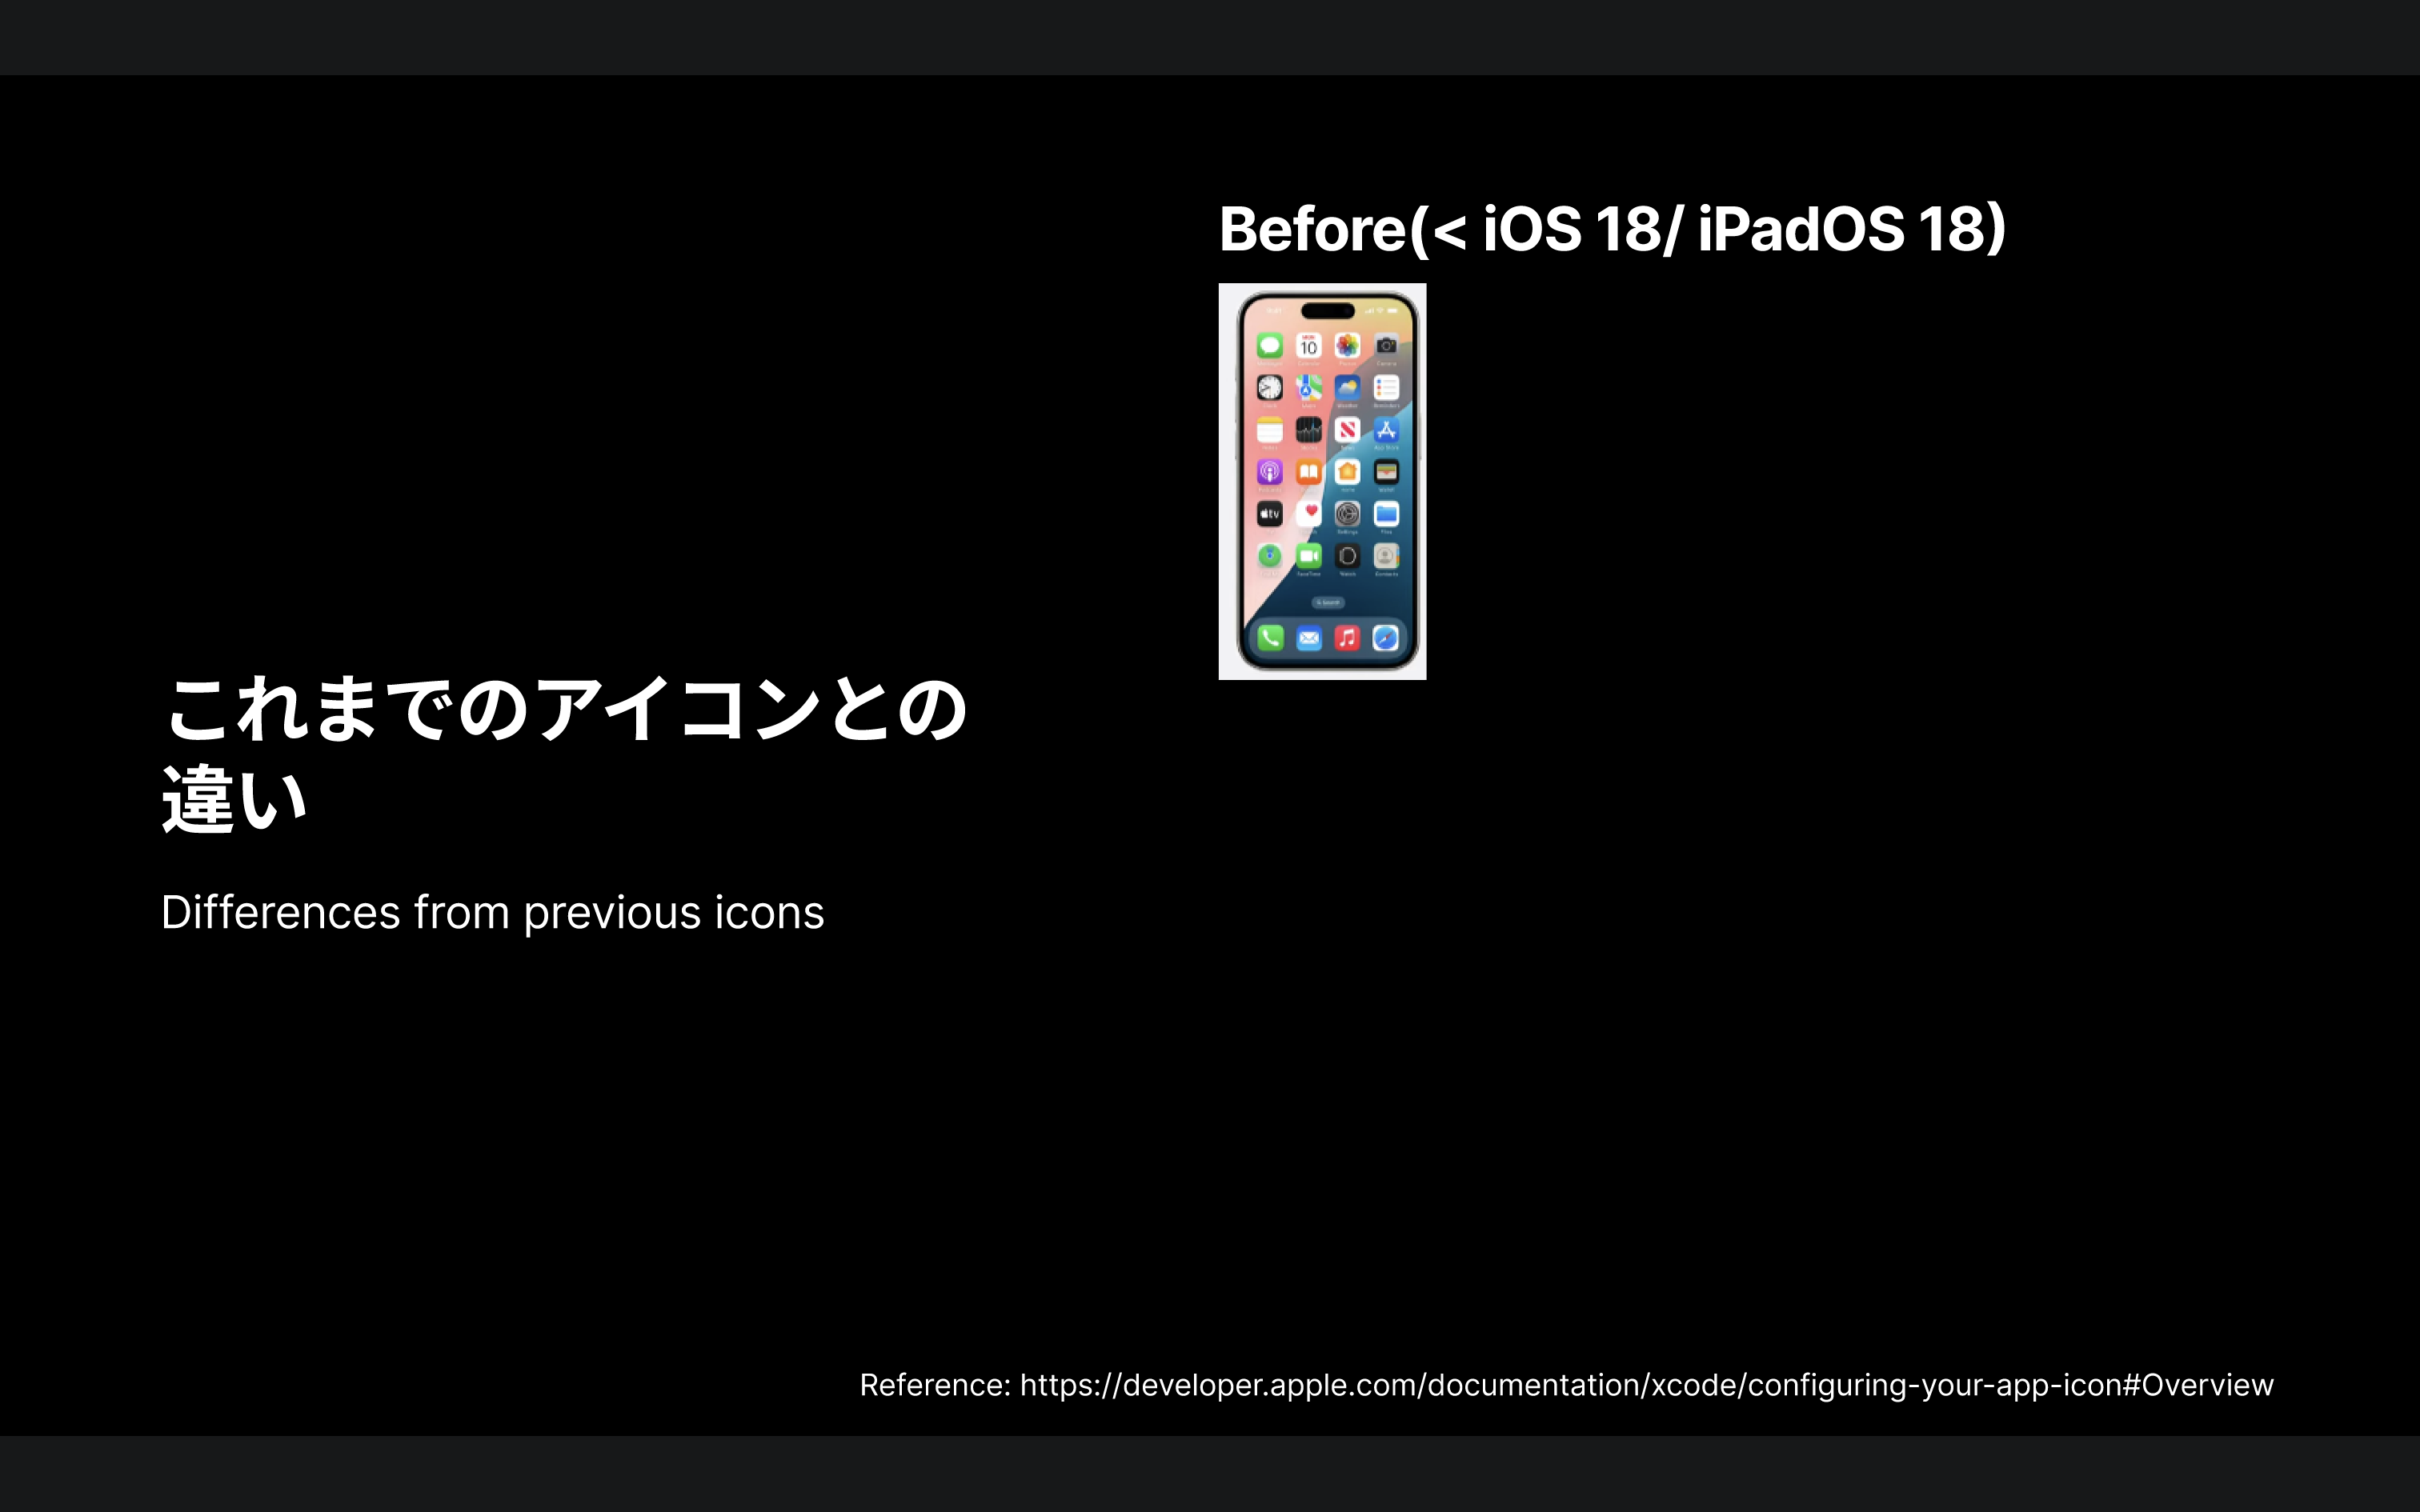 これまでのアイコンとの
違い
Differences from previous icons
Before(< iOS 18/ iPadOS 18)
10
tv
Reference: https://developer.apple.com/documentation/xcode/configuring-your-app-icon#Overview